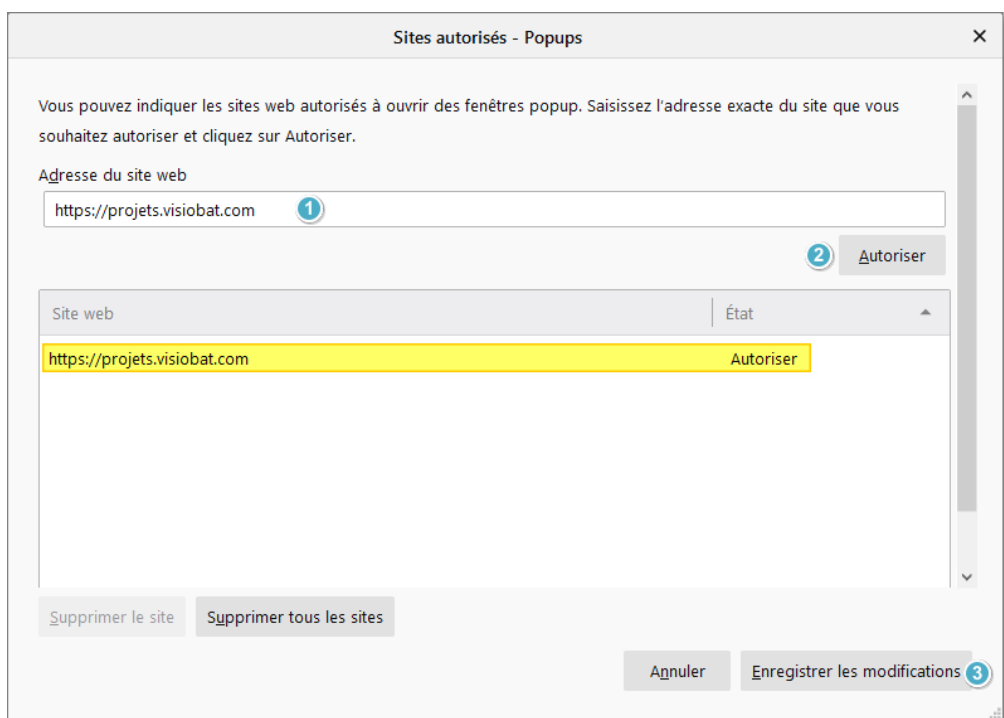 Sites autorisés - Popups
Vous pouvez indiquer les sites web autorisés à ouvrir des fenêtres popup. Saisissez l'adresse exacte du site que vous
souhaitez autoriser et cliquez sur Autoriser.
Adresse du site web
https://projets.visiobat.com 1
2 Autoriser
Site web État
https://projets.visiobat.com Autoriser
Supprimer le site Supprimer tous les sites
Annuler Enregistrer les modifications 3